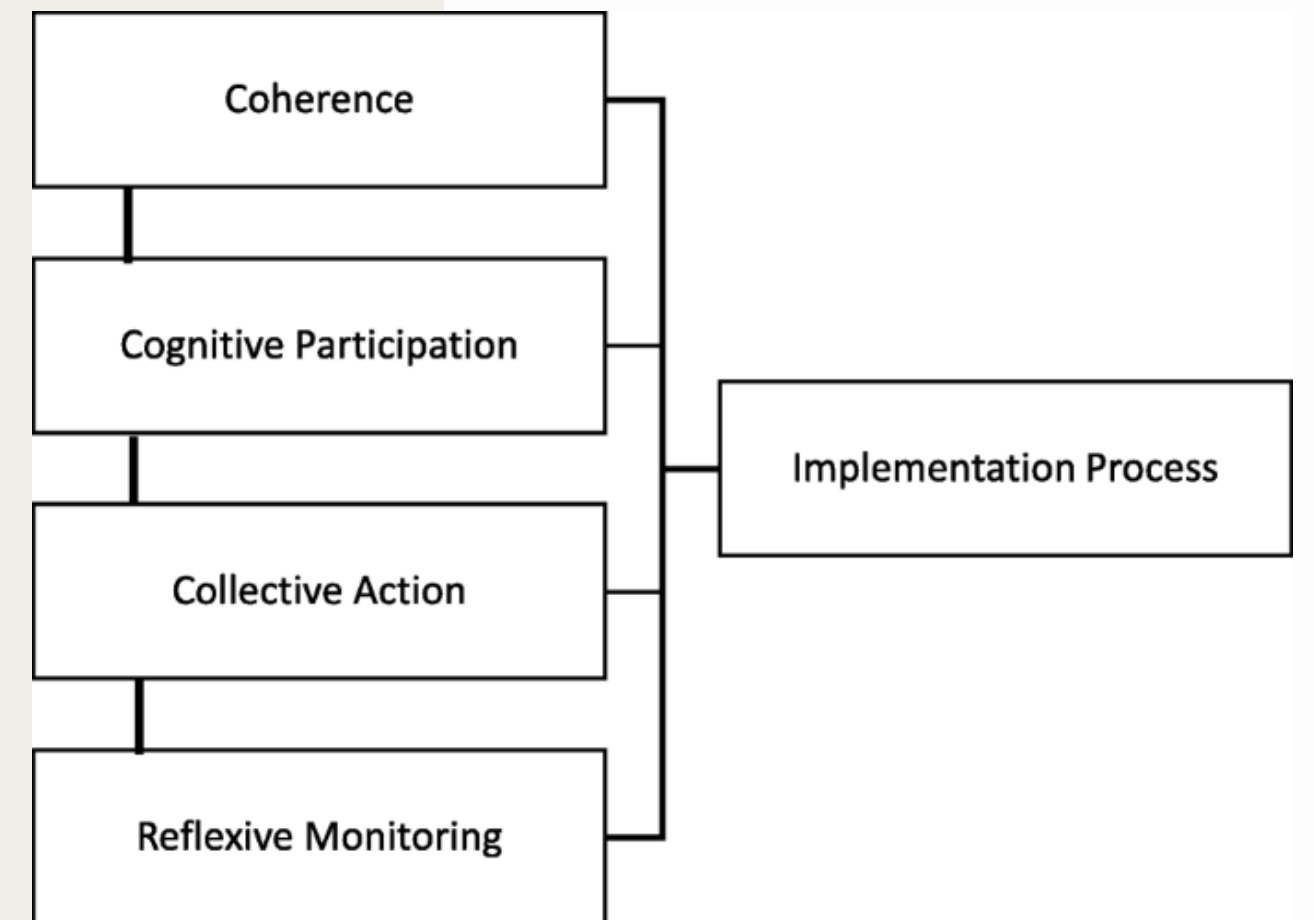 Coherence
Cognitive Participation
Implementation Process
Collective Action
Reflexive Monitoring